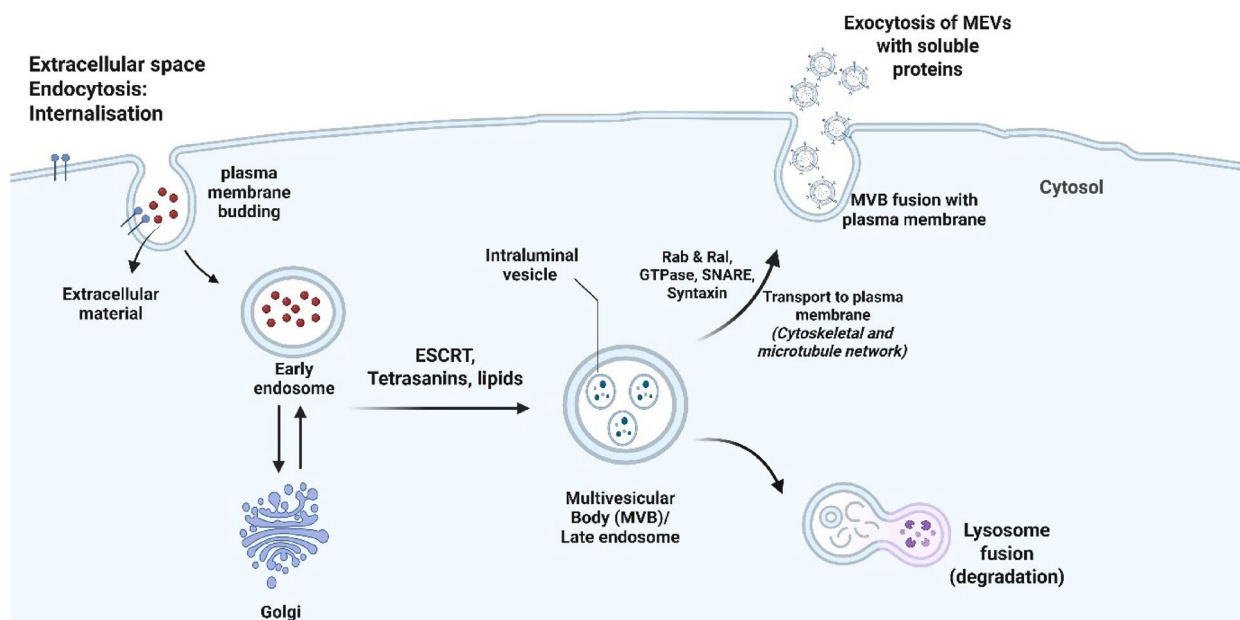 Extracellular space
Endocytosis:
Internalisation
plasma
membrane
budding
Extracellular
material
Early
endosome
Golgi
ESCRT,
Tetrasanins, lipids
Intraluminal
vesicle
Multivesicular
Body (MVB)/
Late endosome
Rab & Ral,
GTPase, SNARE,
Syntaxin
Transport to plasma
membrane
(Cytoskeletal and
microtubule network)
Exocytosis of MEVs
with soluble
proteins
MVB fusion with
plasma membrane
Cytosol
Lysosome
fusion
(degradation)